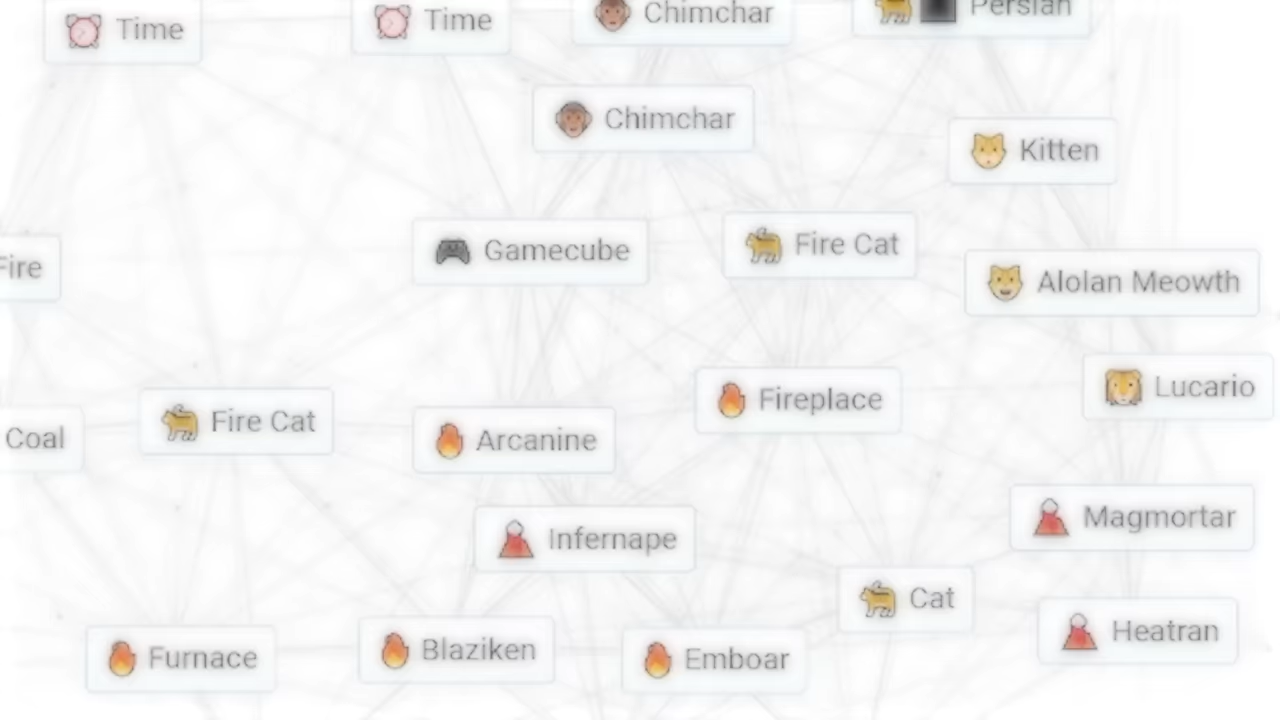 Time
Time
Chimchar
Persian
Chimchar
Kitten
Gamecube
Fire Cat
Fire
Alolan Meowth
Lucario
Fireplace
Fire Cat
Coal
Arcanine
Magmortar
Infernape
Cat
Heatran
Furnace
Blaziken
Emboar